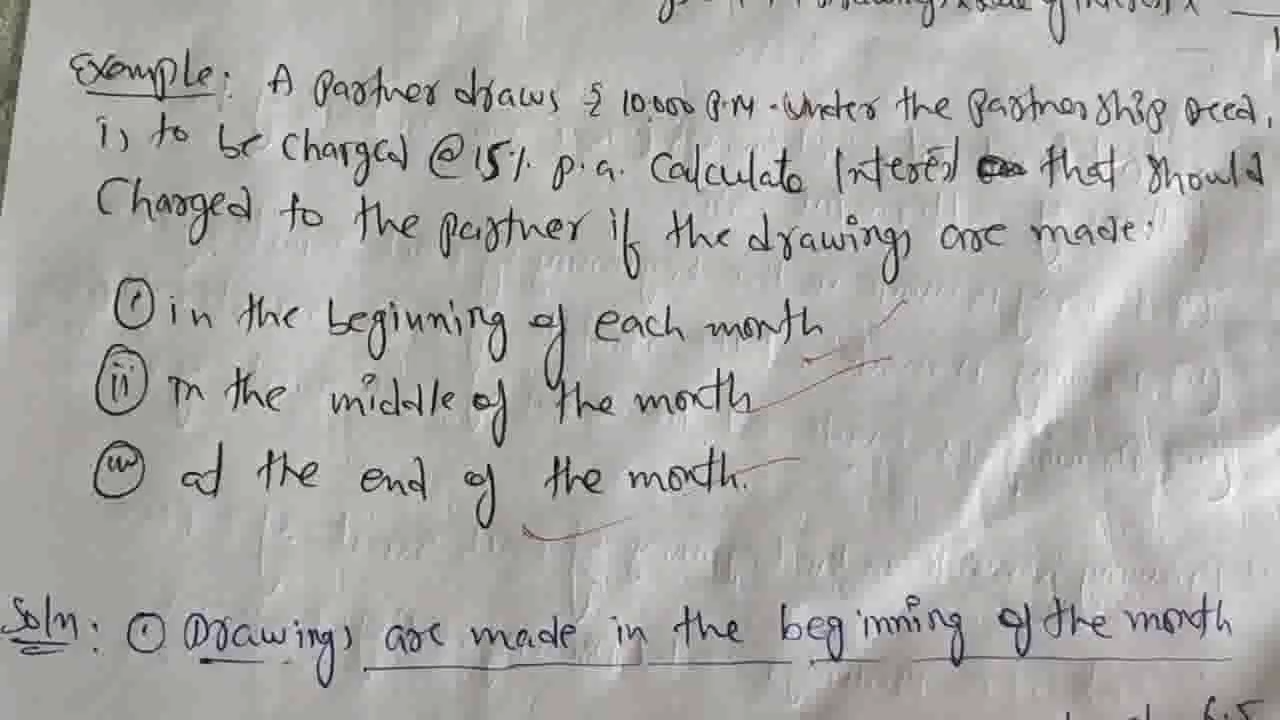 Example: A Partner draws ₹ 10,000 P.M. Under the partnership deed,
is to be charged @ 15% p.a. Calculate Interest that should
Charged to the partner if the drawings are made:
(i) in the beginning of each month
(ii) In the middle of the month
(iii) at the end of the month.
Soln: (i) Drawings are made in the beginning of the month
6.5